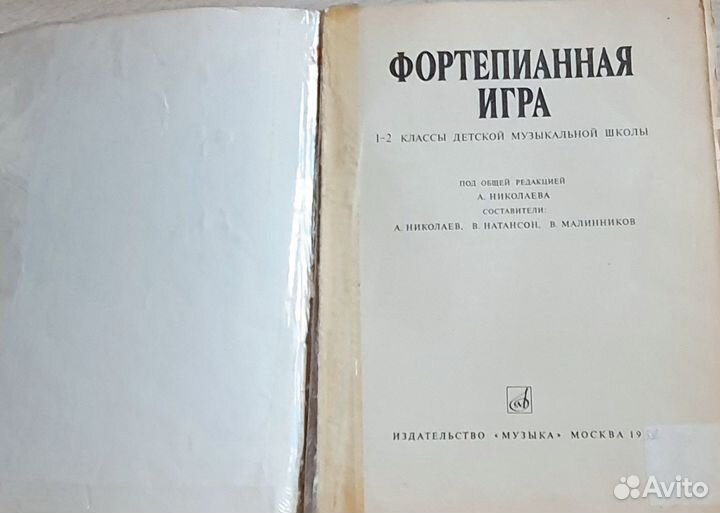 ФОРТЕПИАННАЯ
ИГРА
1-2 КЛАССЫ ДЕТСКОЙ МУЗЫКАЛЬНОЙ ШКОЛЫ
ПОД ОБЩЕЙ РЕДАКЦИЕЙ
А. НИКОЛАЕВА
СОСТАВИТЕЛИ:
А. НИКОЛАЕВ, В. НАТАНСОН, В. МАЛИННИКОВ
ИЗДАТЕЛЬСТВО «МУЗЫКА» МОСКВА
Avito